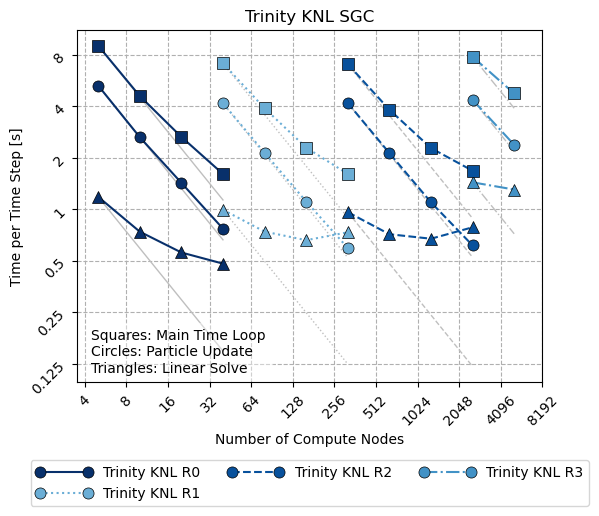 Trinity KNL SGC
Time per Time Step [s]
8
4
2
1
0.5
0.25
0.125
Squares: Main Time Loop
Circles: Particle Update
Triangles: Linear Solve
4 8 16 32 64 128 256 512 1024 2048 4096 8192
Number of Compute Nodes
Trinity KNL R0 Trinity KNL R2 Trinity KNL R3
Trinity KNL R1